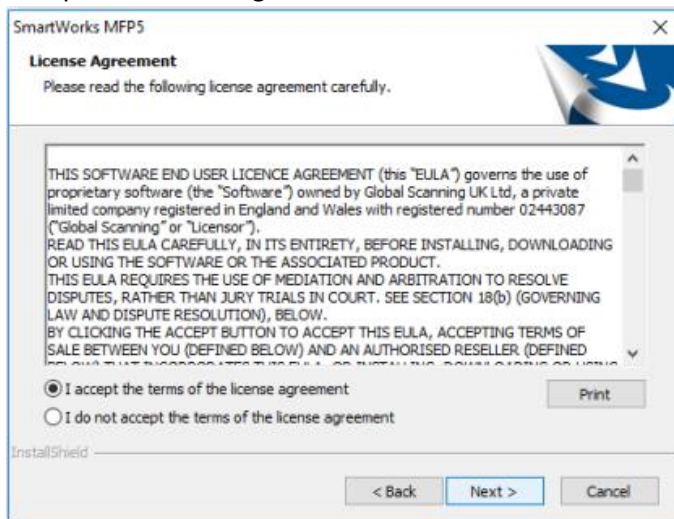 SmartWorks MFP5
License Agreement
Please read the following license agreement carefully.
THIS SOFTWARE END USER LICENCE AGREEMENT (this "EULA") governs the use of
proprietary software (the "Software") owned by Global Scanning UK Ltd, a private
limited company registered in England and Wales with registered number 02443087
("Global Scanning" or "Licensor").
READ THIS EULA CAREFULLY, IN ITS ENTIRETY, BEFORE INSTALLING, DOWNLOADING
OR USING THE SOFTWARE OR THE ASSOCIATED PRODUCT.
THIS EULA REQUIRES THE USE OF MEDIATION AND ARBITRATION TO RESOLVE
DISPUTES, RATHER THAN JURY TRIALS IN COURT. SEE SECTION 18(b) (GOVERNING
LAW AND DISPUTE RESOLUTION), BELOW.
BY CLICKING THE ACCEPT BUTTON TO ACCEPT THIS EULA, ACCEPTING TERMS OF
SALE BETWEEN YOU (DEFINED BELOW) AND AN AUTHORISED RESELLER (DEFINED
I accept the terms of the license agreement
Print
I do not accept the terms of the license agreement
InstallShield
< Back Next > Cancel